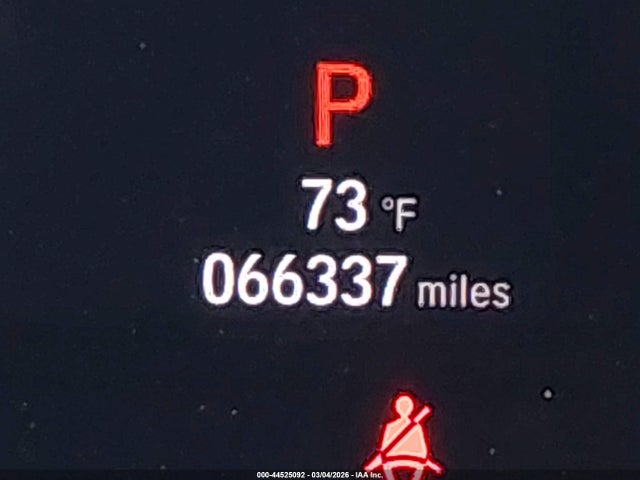 P
73 °F
066337 miles
000-44525092 - 03/04/2026 - IAA Inc.